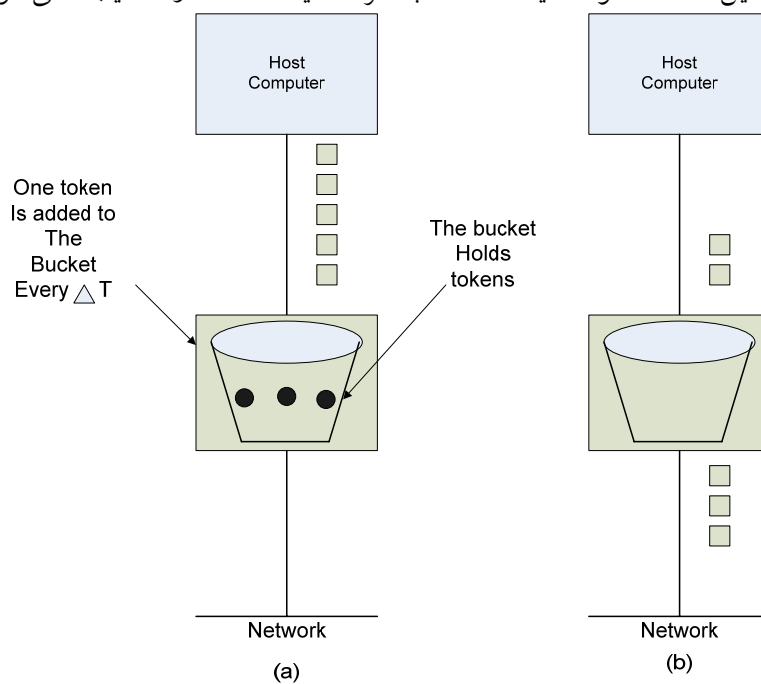 Host
Computer
Host
Computer
One token
Is added to
The
Bucket
Every △ T
The bucket
Holds
tokens
Network
Network
(a)
(b)